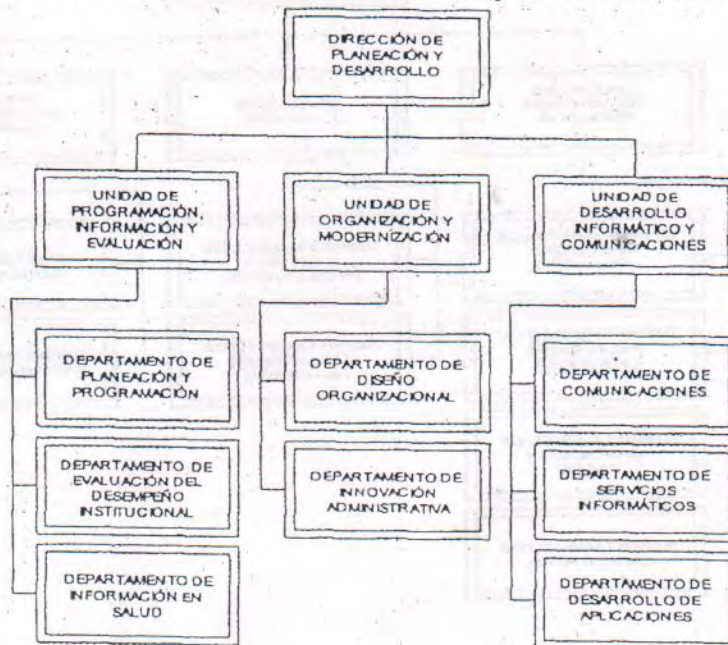 DIRECCIÓN DE
PLANEACIÓN Y
DESARROLLO
UNIDAD DE
PROGRAMACIÓN,
INFORMACIÓN Y
EVALUACIÓN
UNIDAD DE
ORGANIZACIÓN Y
MODERNIZACIÓN
UNIDAD DE
DESARROLLO
INFORMÁTICO Y
COMUNICACIONES
DEPARTAMENTO DE
PLANEACIÓN Y
PROGRAMACIÓN
DEPARTAMENTO DE
DISEÑO
ORGANIZACIONAL
DEPARTAMENTO DE
COMUNICACIONES
DEPARTAMENTO DE
EVALUACIÓN DEL
DESEMPEÑO
INSTITUCIONAL
DEPARTAMENTO DE
INNOVACIÓN
ADMINISTRATIVA
DEPARTAMENTO DE
SERVICIOS
INFORMÁTICOS
DEPARTAMENTO DE
INFORMACIÓN EN
SALUD
DEPARTAMENTO DE
DESARROLLO DE
APLICACIONES